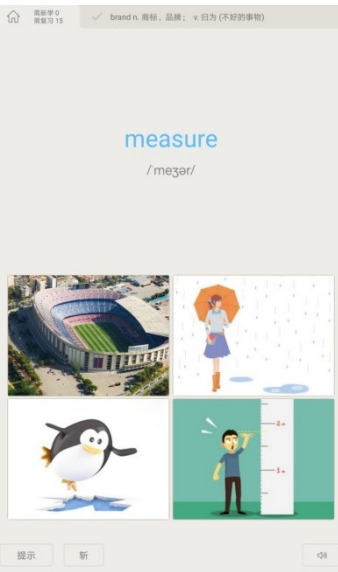 需新学 0
需复习 15
brand n. 商标，品牌； v. 归为 (不好的事物)
measure
/ˈmeʒər/
2
1
提示
斩